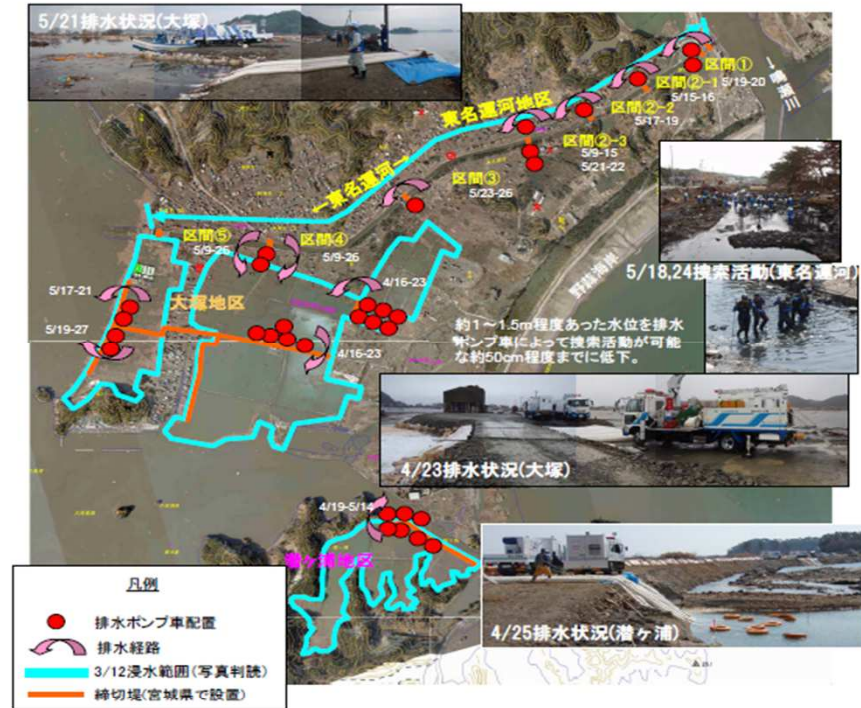 5/21排水状況(大塚)
区間①
5/19-20
→鳴瀬川
区間②-1
5/15-16
区間②-2
5/17-19
東名運河地区
区間②-3
5/9-15
5/21-22
←東名運河→
区間③
5/23-26
区間⑤
5/9-26
区間④
5/9-26
5/18,24捜索活動(東名運河)
野蒜海岸
4/16-23
5/17-21
大塚地区
5/19-27
4/16-23
約1～1.5m程度あった水位を排水
ポンプ車によって捜索活動が可能
な約50cm程度までに低下。
4/23排水状況(大塚)
4/19-5/14
潜ヶ浦地区
4/25排水状況(潜ヶ浦)
凡例
排水ポンプ車配置
排水経路
3/12浸水範囲(写真判読)
締切堤(宮城県で設置)